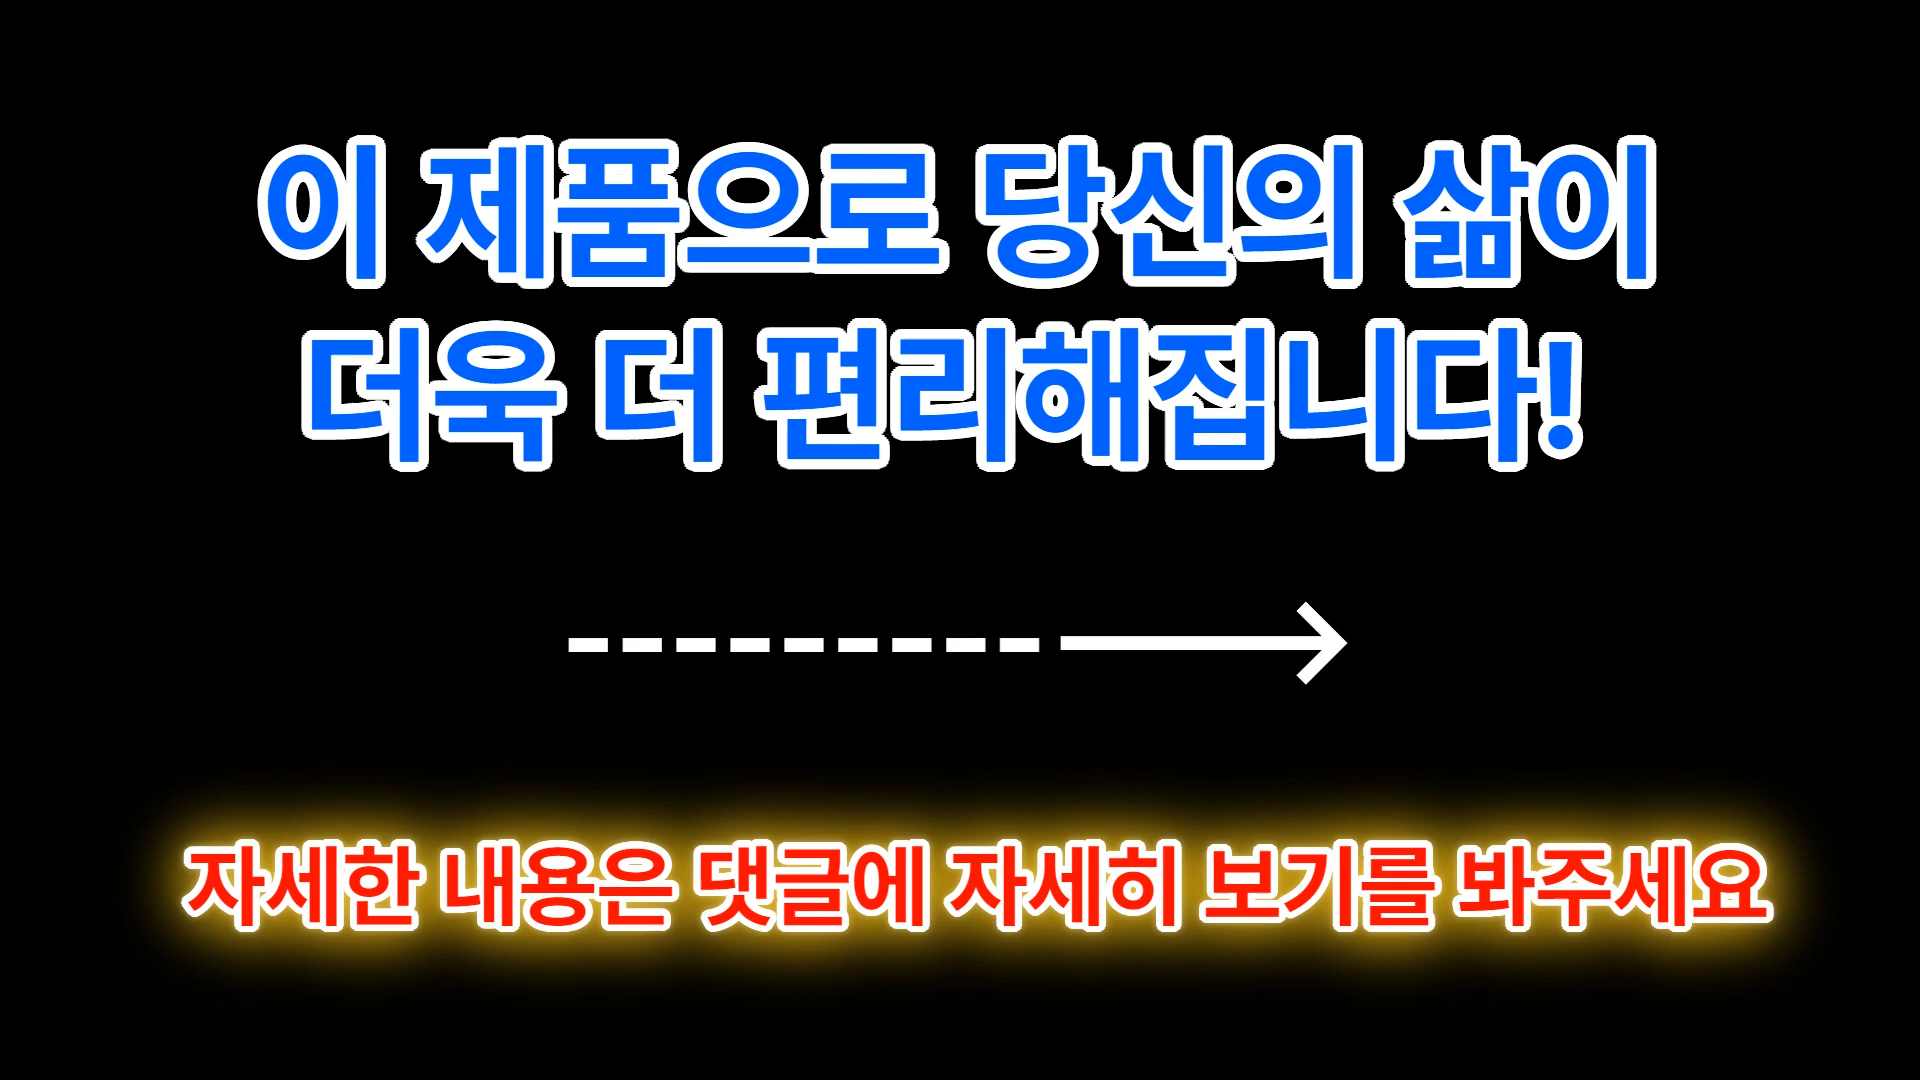 이 제품으로 당신의 삶이
더욱 더 편리해집니다!
자세한 내용은 댓글에 자세히 보기를 봐주세요